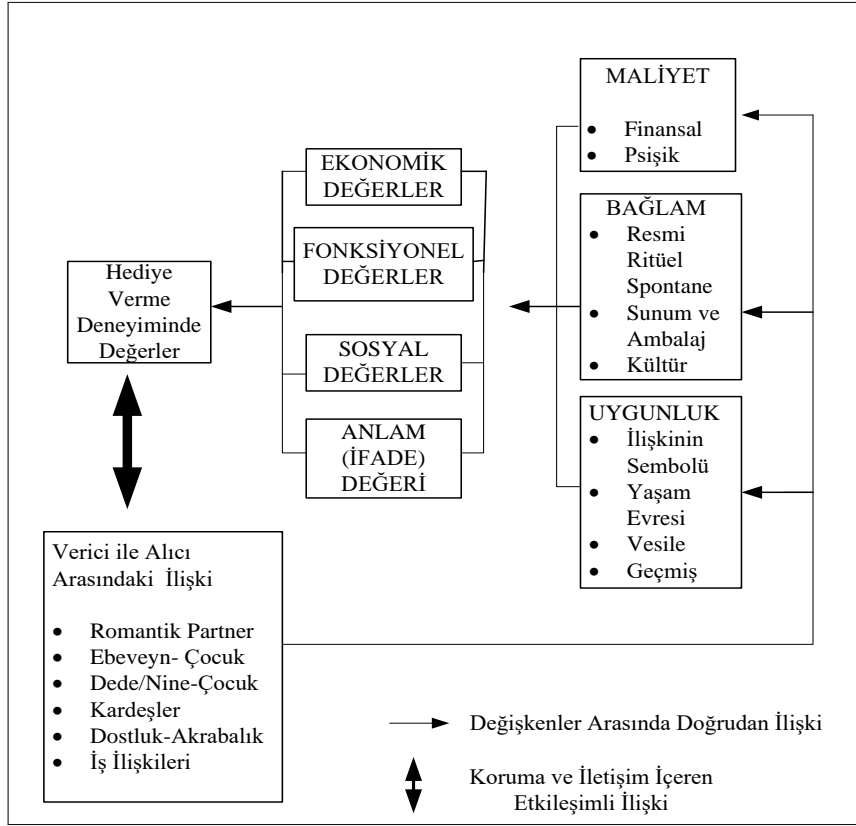 MALİYET
• Finansal
• Psişik
EKONOMİK
DEĞERLER
FONKSİYONEL
DEĞERLER
SOSYAL
DEĞERLER
ANLAM
(İFADE)
DEĞERİ
BAĞLAM
• Resmi
Ritüel
Spontane
• Sunum ve
Ambalaj
• Kültür
Hediye
Verme
Deneyiminde
Değerler
UYGUNLUK
• İlişkinin
Sembolü
• Yaşam
Evresi
• Vesile
• Geçmiş
Verici ile Alıcı
Arasındaki İlişki
• Romantik Partner
• Ebeveyn- Çocuk
• Dede/Nine-Çocuk
• Kardeşler
• Dostluk-Akrabalık
• İş İlişkileri
Değişkenler Arasında Doğrudan İlişki
Koruma ve İletişim İçeren
Etkileşimli İlişki